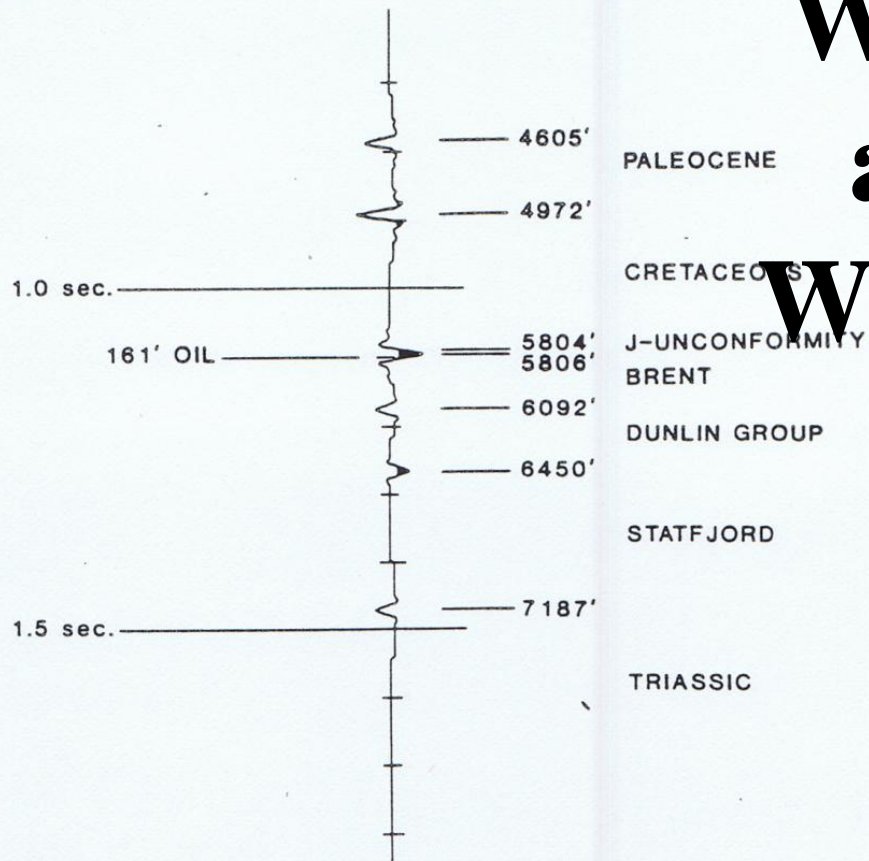 4605'
PALEOCENE
4972'
CRETACEOUS
1.0 sec.
5804' J-UNCONFORMITY
161' OIL 5806'
BRENT
6092'
DUNLIN GROUP
6450'
STATFJORD
7187'
1.5 sec.
TRIASSIC